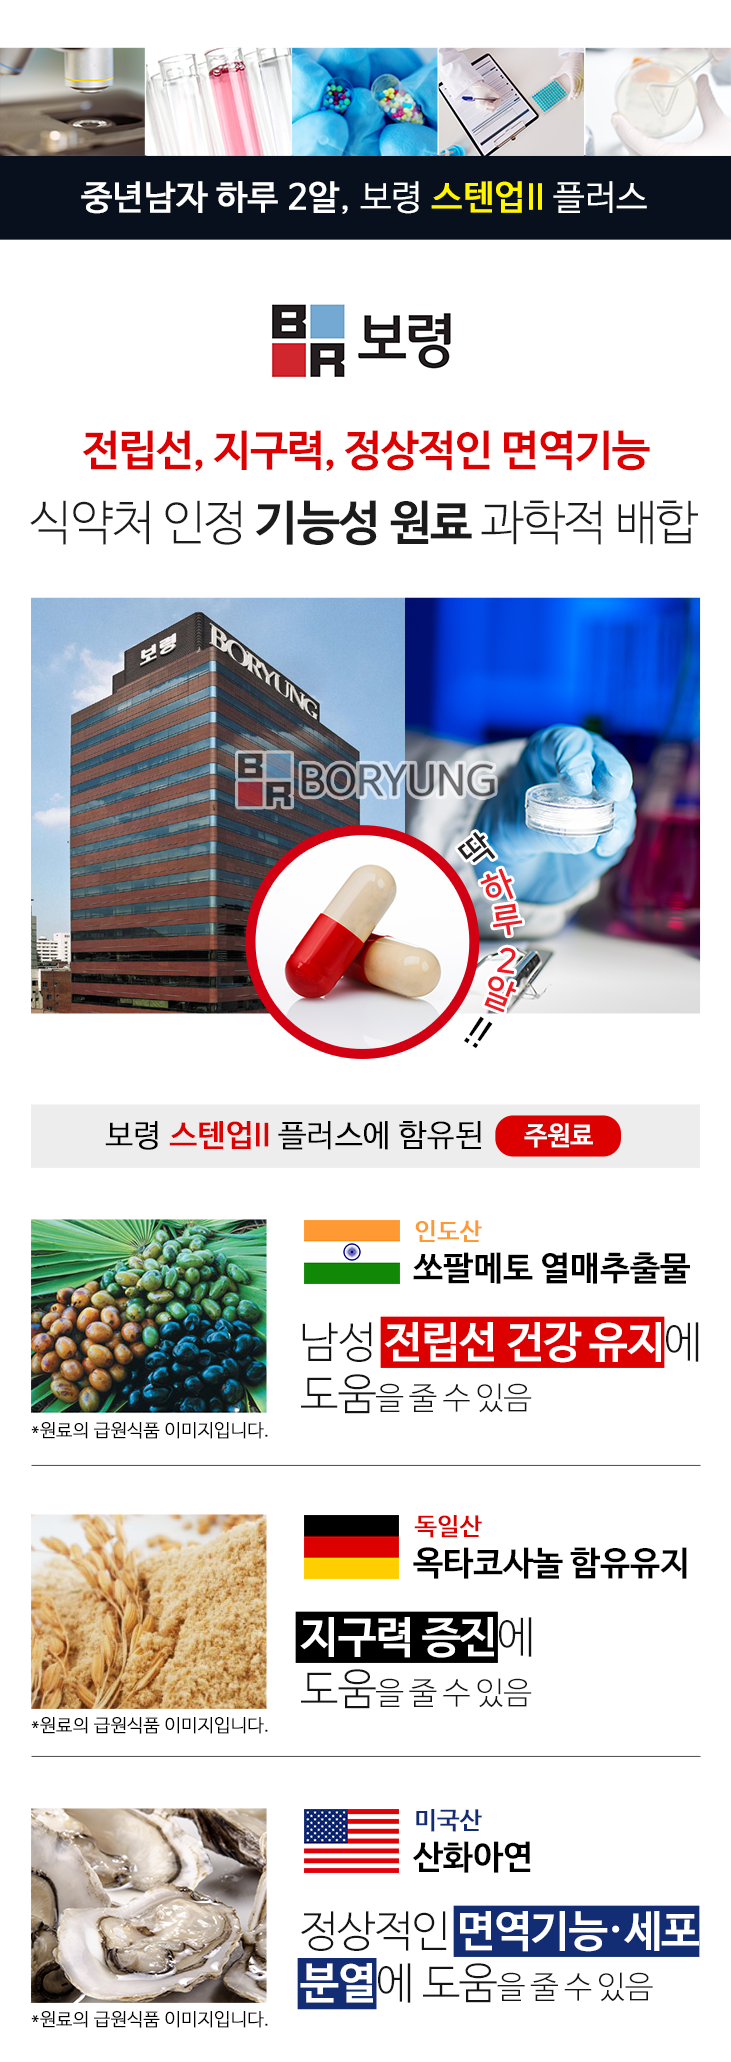 중년남자 하루 2알, 보령 스텐업II 플러스
BR 보령
전립선, 지구력, 정상적인 면역기능
식약처 인정 기능성 원료 과학적 배합
보령 BORYUNG
BR BORYUNG
딱 하루 2알!!
보령 스텐업II 플러스에 함유된 주원료
인도산
쏘팔메토 열매추출물
남성 전립선 건강 유지에
도움을 줄 수 있음
*원료의 급원식품 이미지입니다.
독일산
옥타코사놀 함유유지
지구력 증진에
도움을 줄 수 있음
*원료의 급원식품 이미지입니다.
미국산
산화아연
정상적인 면역기능·세포
분열에 도움을 줄 수 있음
*원료의 급원식품 이미지입니다.